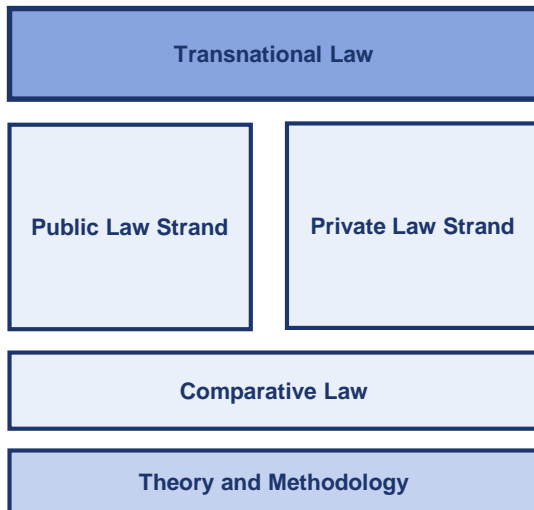 Transnational Law
Public Law Strand
Private Law Strand
Comparative Law
Theory and Methodology